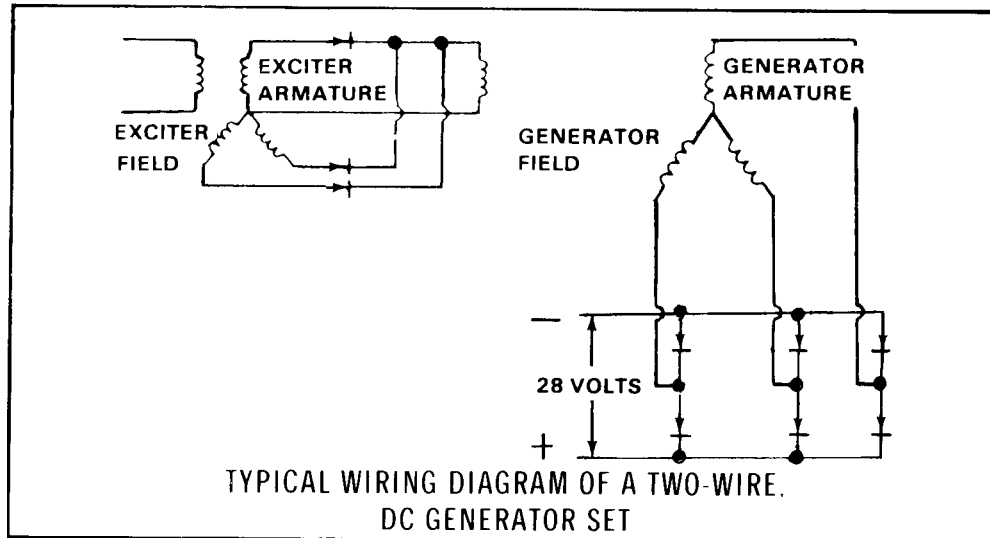 EXCITER
ARMATURE
EXCITER
FIELD
GENERATOR
ARMATURE
GENERATOR
FIELD
—
28 VOLTS
+
TYPICAL WIRING DIAGRAM OF A TWO-WIRE.
DC GENERATOR SET